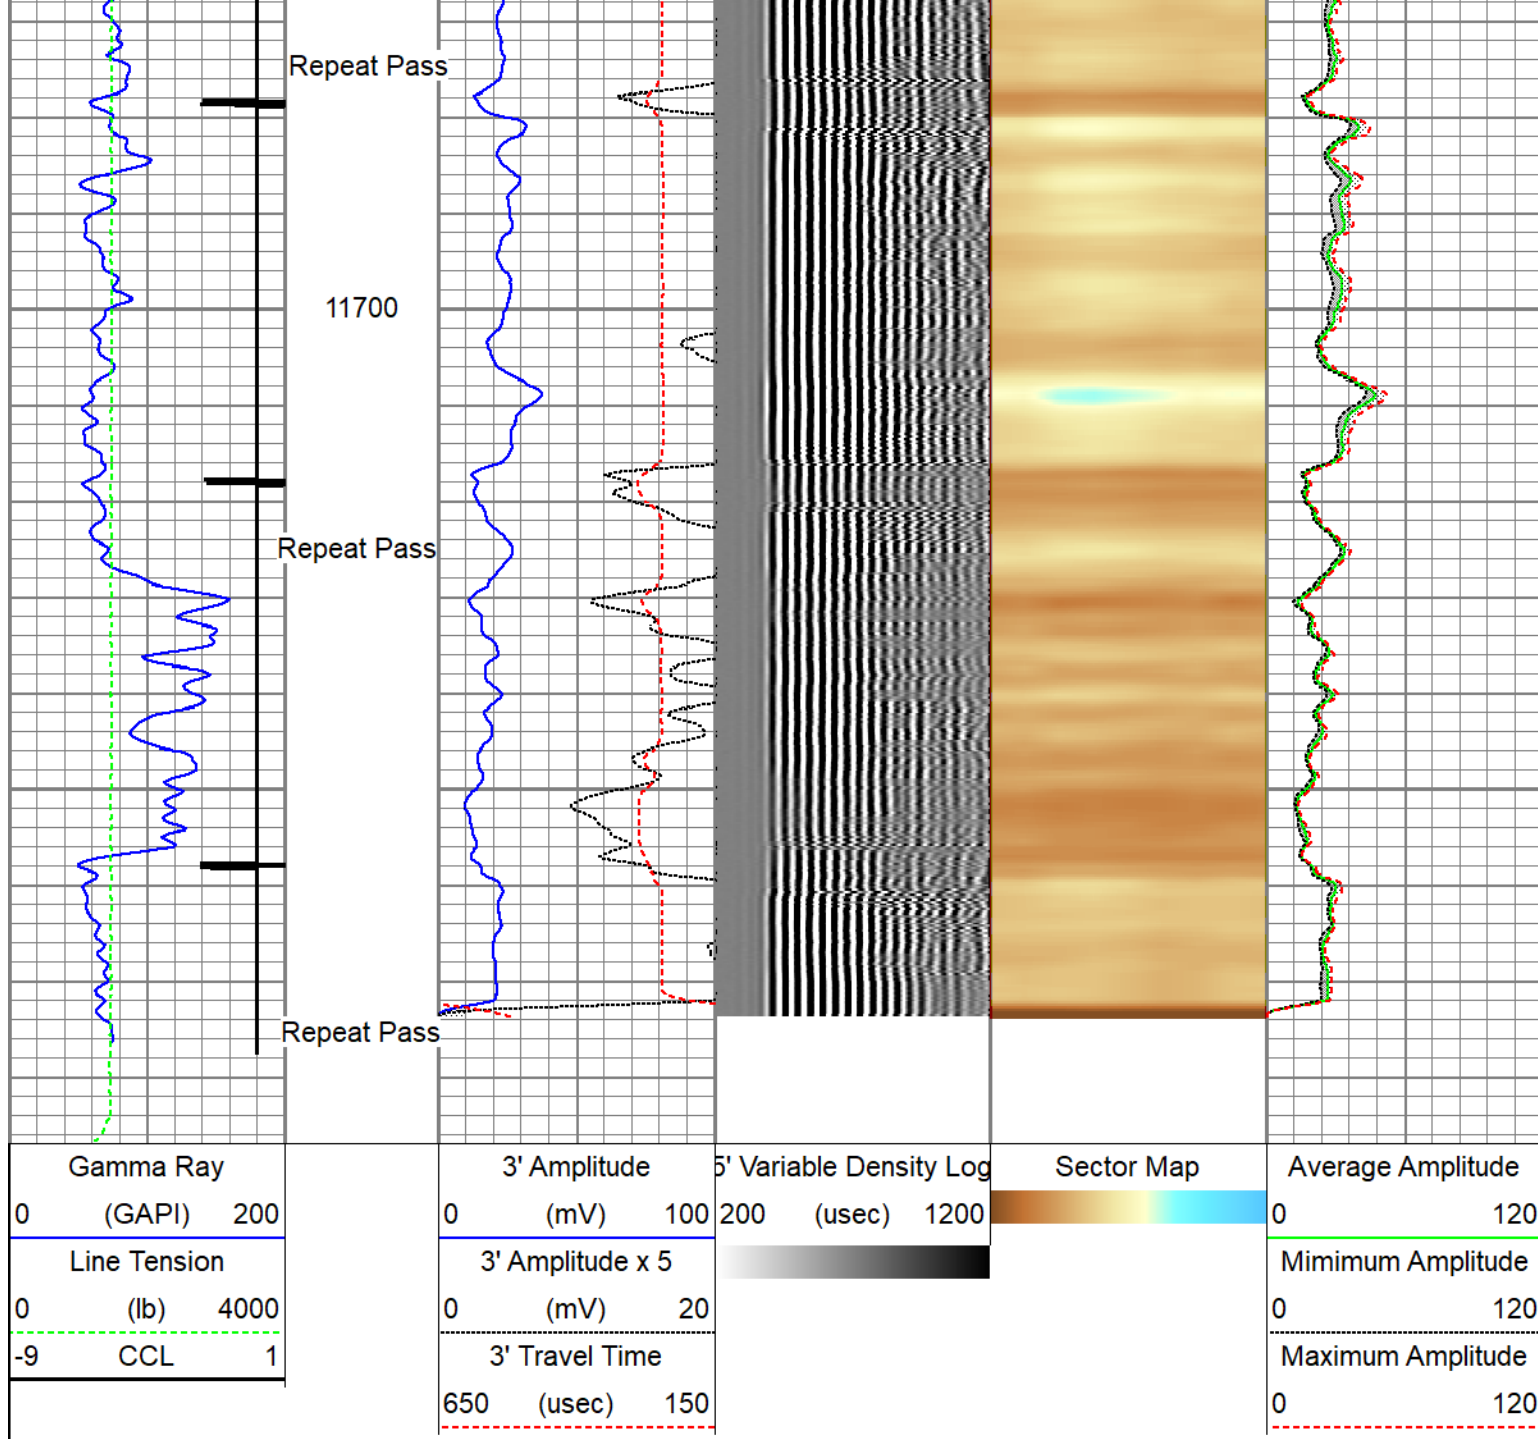 Repeat Pass
11700
Repeat Pass
Repeat Pass
Gamma Ray
0 (GAPI) 200
Line Tension
0 (lb) 4000
-9 CCL 1
3' Amplitude
0 (mV) 100
3' Amplitude x 5
0 (mV) 20
3' Travel Time
650 (usec) 150
5' Variable Density Log
200 (usec) 1200
Sector Map
Average Amplitude
0 120
Mimimum Amplitude
0 120
Maximum Amplitude
0 120